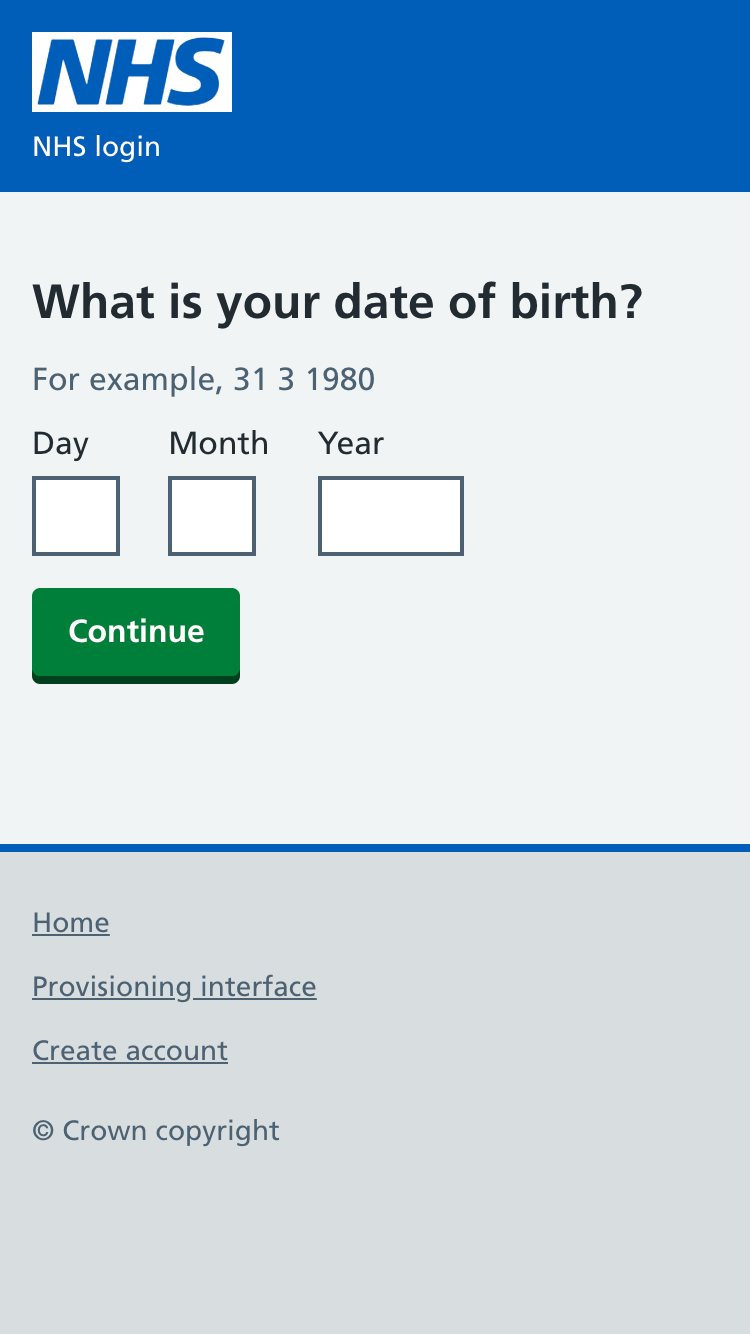 NHS
NHS login
What is your date of birth?
For example, 31 3 1980
Day Month Year
Continue
Home
Provisioning interface
Create account
© Crown copyright